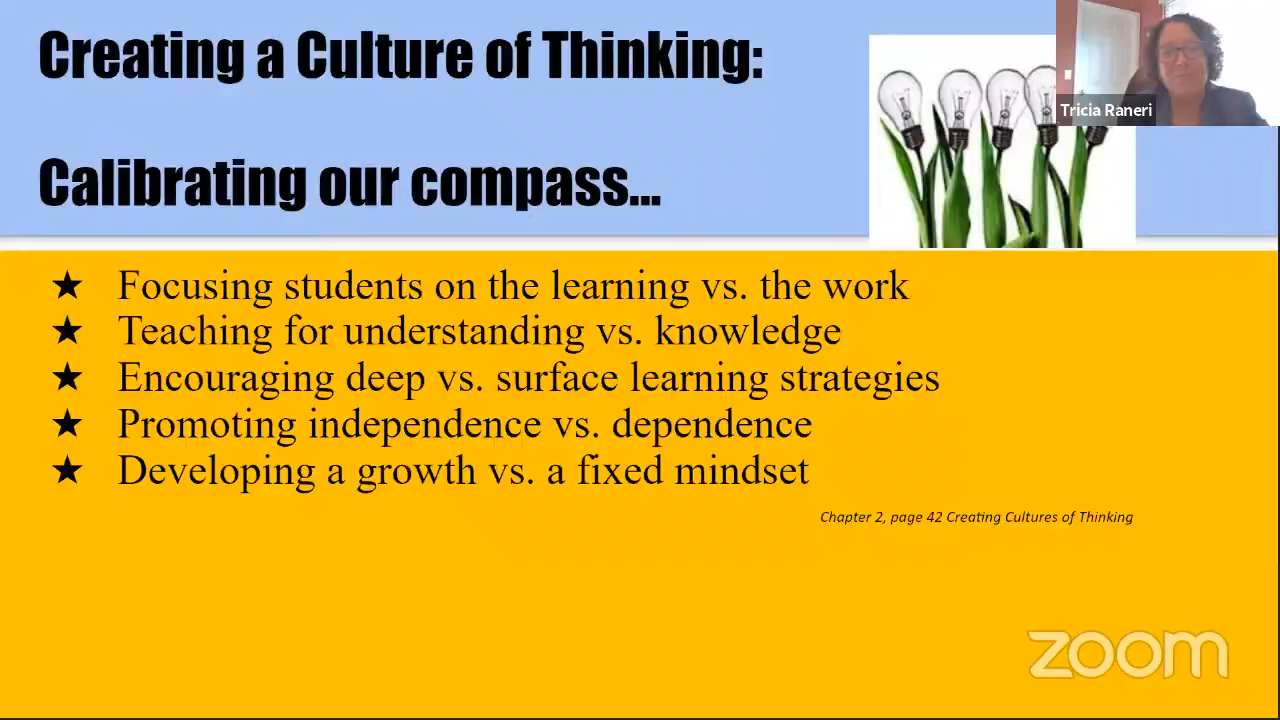 Creating a Culture of Thinking:
Tricia Raneri
Calibrating our compass...
★ Focusing students on the learning vs. the work
★ Teaching for understanding vs. knowledge
★ Encouraging deep vs. surface learning strategies
★ Promoting independence vs. dependence
★ Developing a growth vs. a fixed mindset
Chapter 2, page 42 Creating Cultures of Thinking
zoom